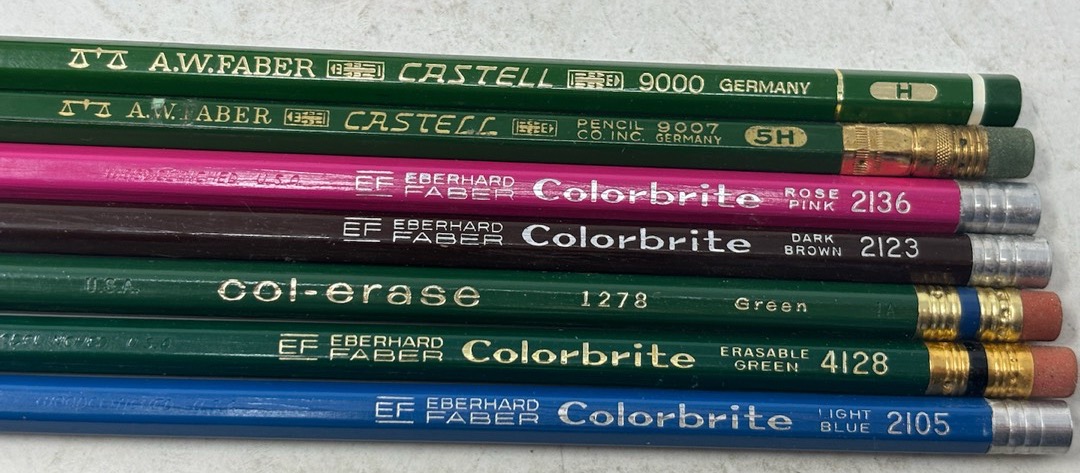 A.W.FABER CASTELL 9000 GERMANY H
A.W.FABER CASTELL PENCIL CO.INC. 9007 GERMANY 5H
U.S.A. EF EBERHARD FABER Colorbrite ROSE PINK 2136
EF EBERHARD FABER Colorbrite DARK BROWN 2123
U.S.A. col-erase 1278 Green
EF EBERHARD FABER Colorbrite ERASABLE GREEN 4128
EF EBERHARD FABER Colorbrite LIGHT BLUE 2105